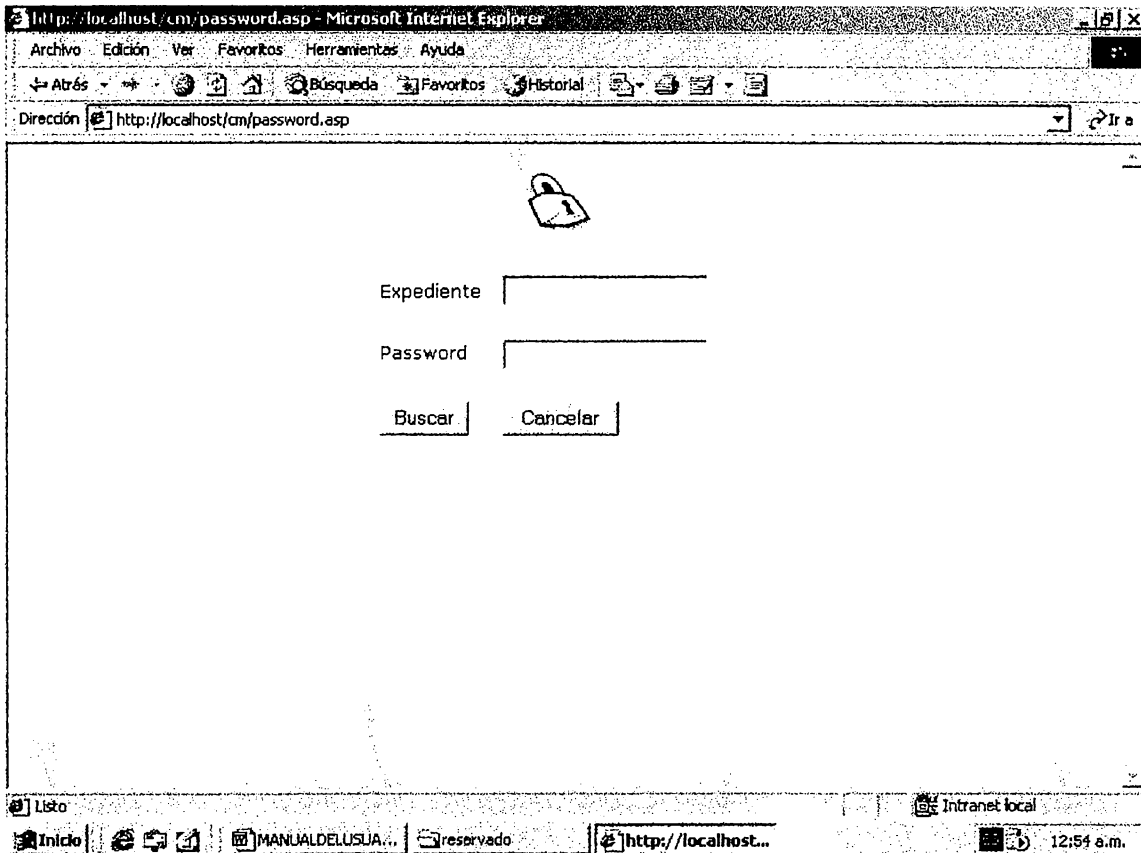 http://localhost/cm/password.asp - Microsoft Internet Explorer
Archivo Edición Ver Favoritos Herramientas Ayuda
Atrás Búsqueda Favoritos Historial
Dirección http://localhost/cm/password.asp Ir a
Expediente
Password
Buscar Cancelar
Listo Intranet local
Inicio MANUALDELUSUA... reservado http://localhost... 12:54 a.m.